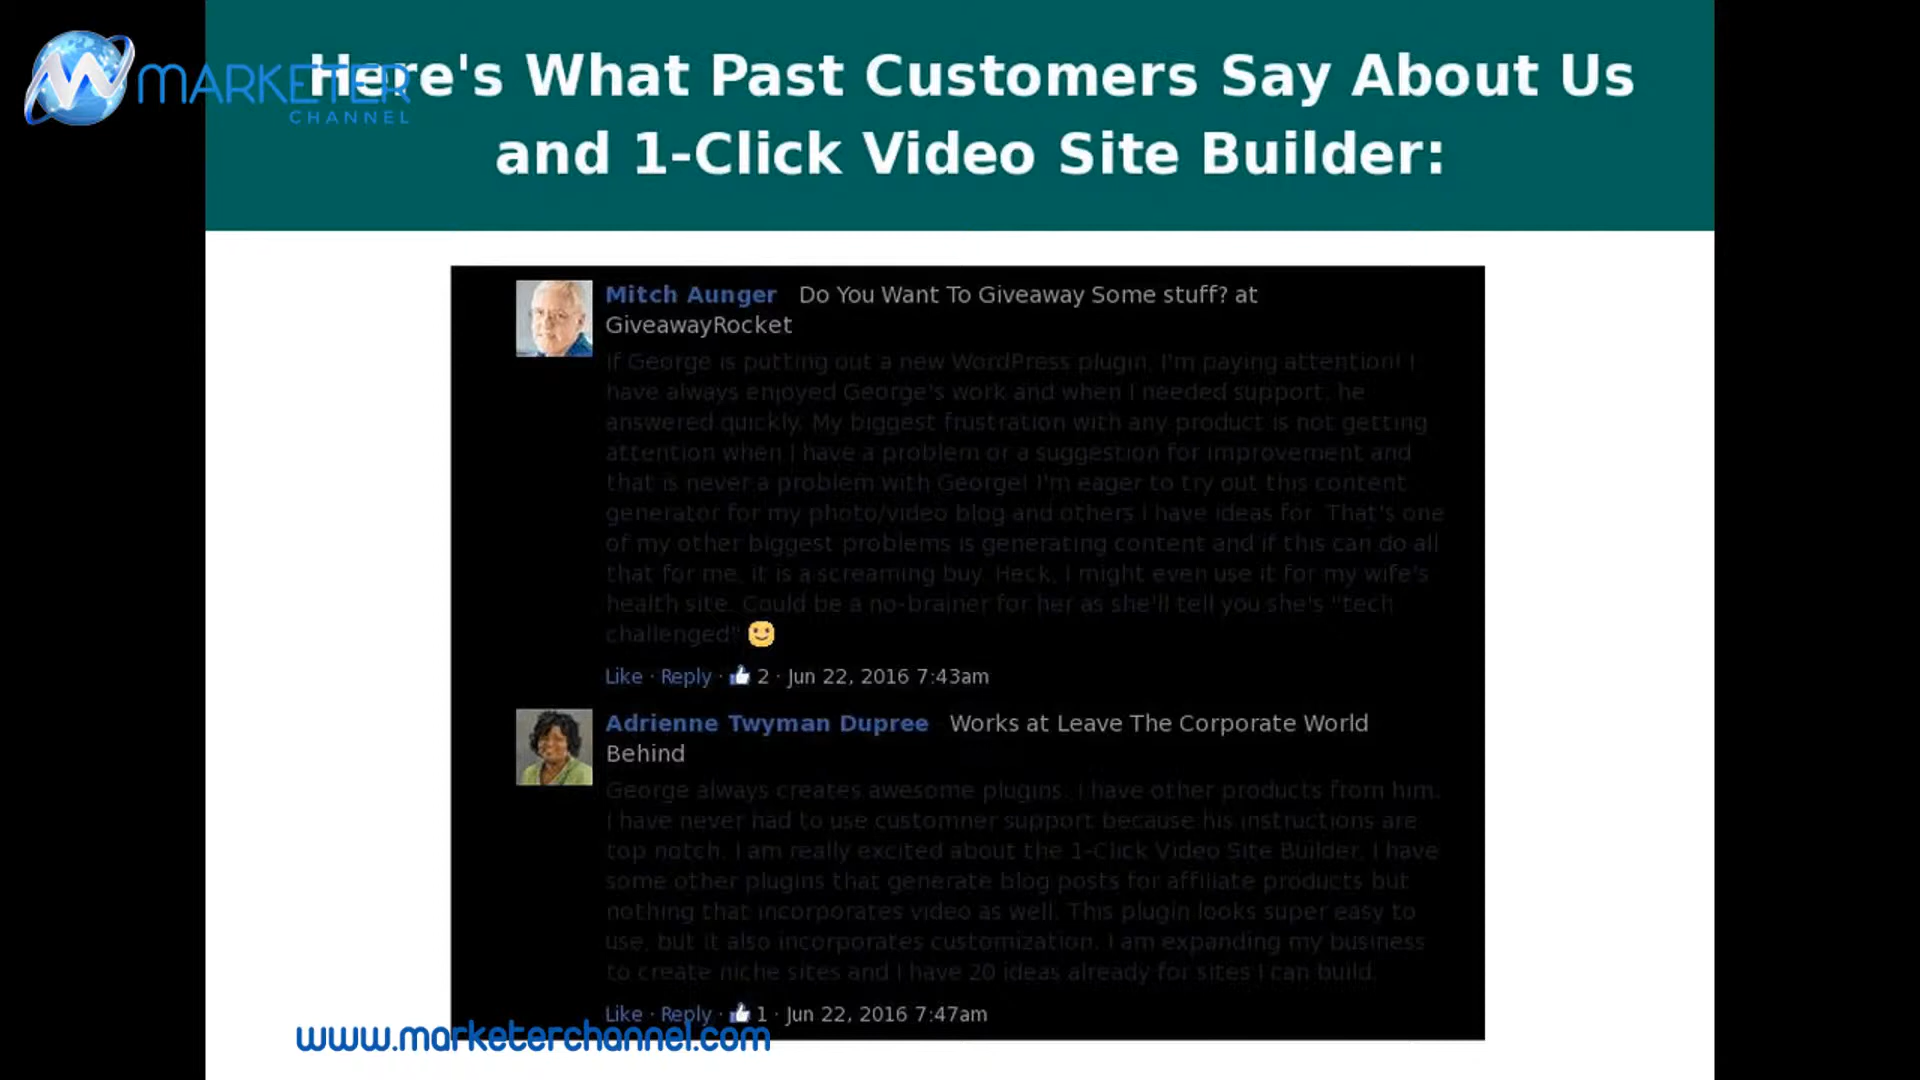 MARKETER
CHANNEL
Here's What Past Customers Say About Us
and 1-Click Video Site Builder:
Mitch Aunger Do You Want To Giveaway Some stuff? at
GiveawayRocket
If George is putting out a new WordPress plugin, I'm paying attention! I
have always enjoyed George's work and when I needed support, he
answered quickly. My biggest frustration with any product is not getting
attention when I have a problem or a suggestion for improvement and
that is never a problem with George! I'm eager to try out this content
generator for my photo/video blog and others I have ideas for. That's one
of my other biggest problems is generating content and if this can do all
that for me, it is a screaming buy. Heck, I might even use it for my wife's
health site. Could be a no-brainer for her as she'll tell you she's "tech
challenged" 🙂
Like · Reply · 2 · Jun 22, 2016 7:43am
Adrienne Twyman Dupree Works at Leave The Corporate World
Behind
George always creates awesome plugins. I have other products from him.
I have never had to use customner support because his instructions are
top notch. I am really excited about the 1-Click Video Site Builder. I have
some other plugins that generate blog posts for affiliate products but
nothing that incorporates video as well. This plugin looks super easy to
use, but it also incorporates customization. I am expanding my business
to create niche sites and I have 20 ideas already for sites I can build.
Like · Reply · 1 · Jun 22, 2016 7:47am
www.marketerchannel.com